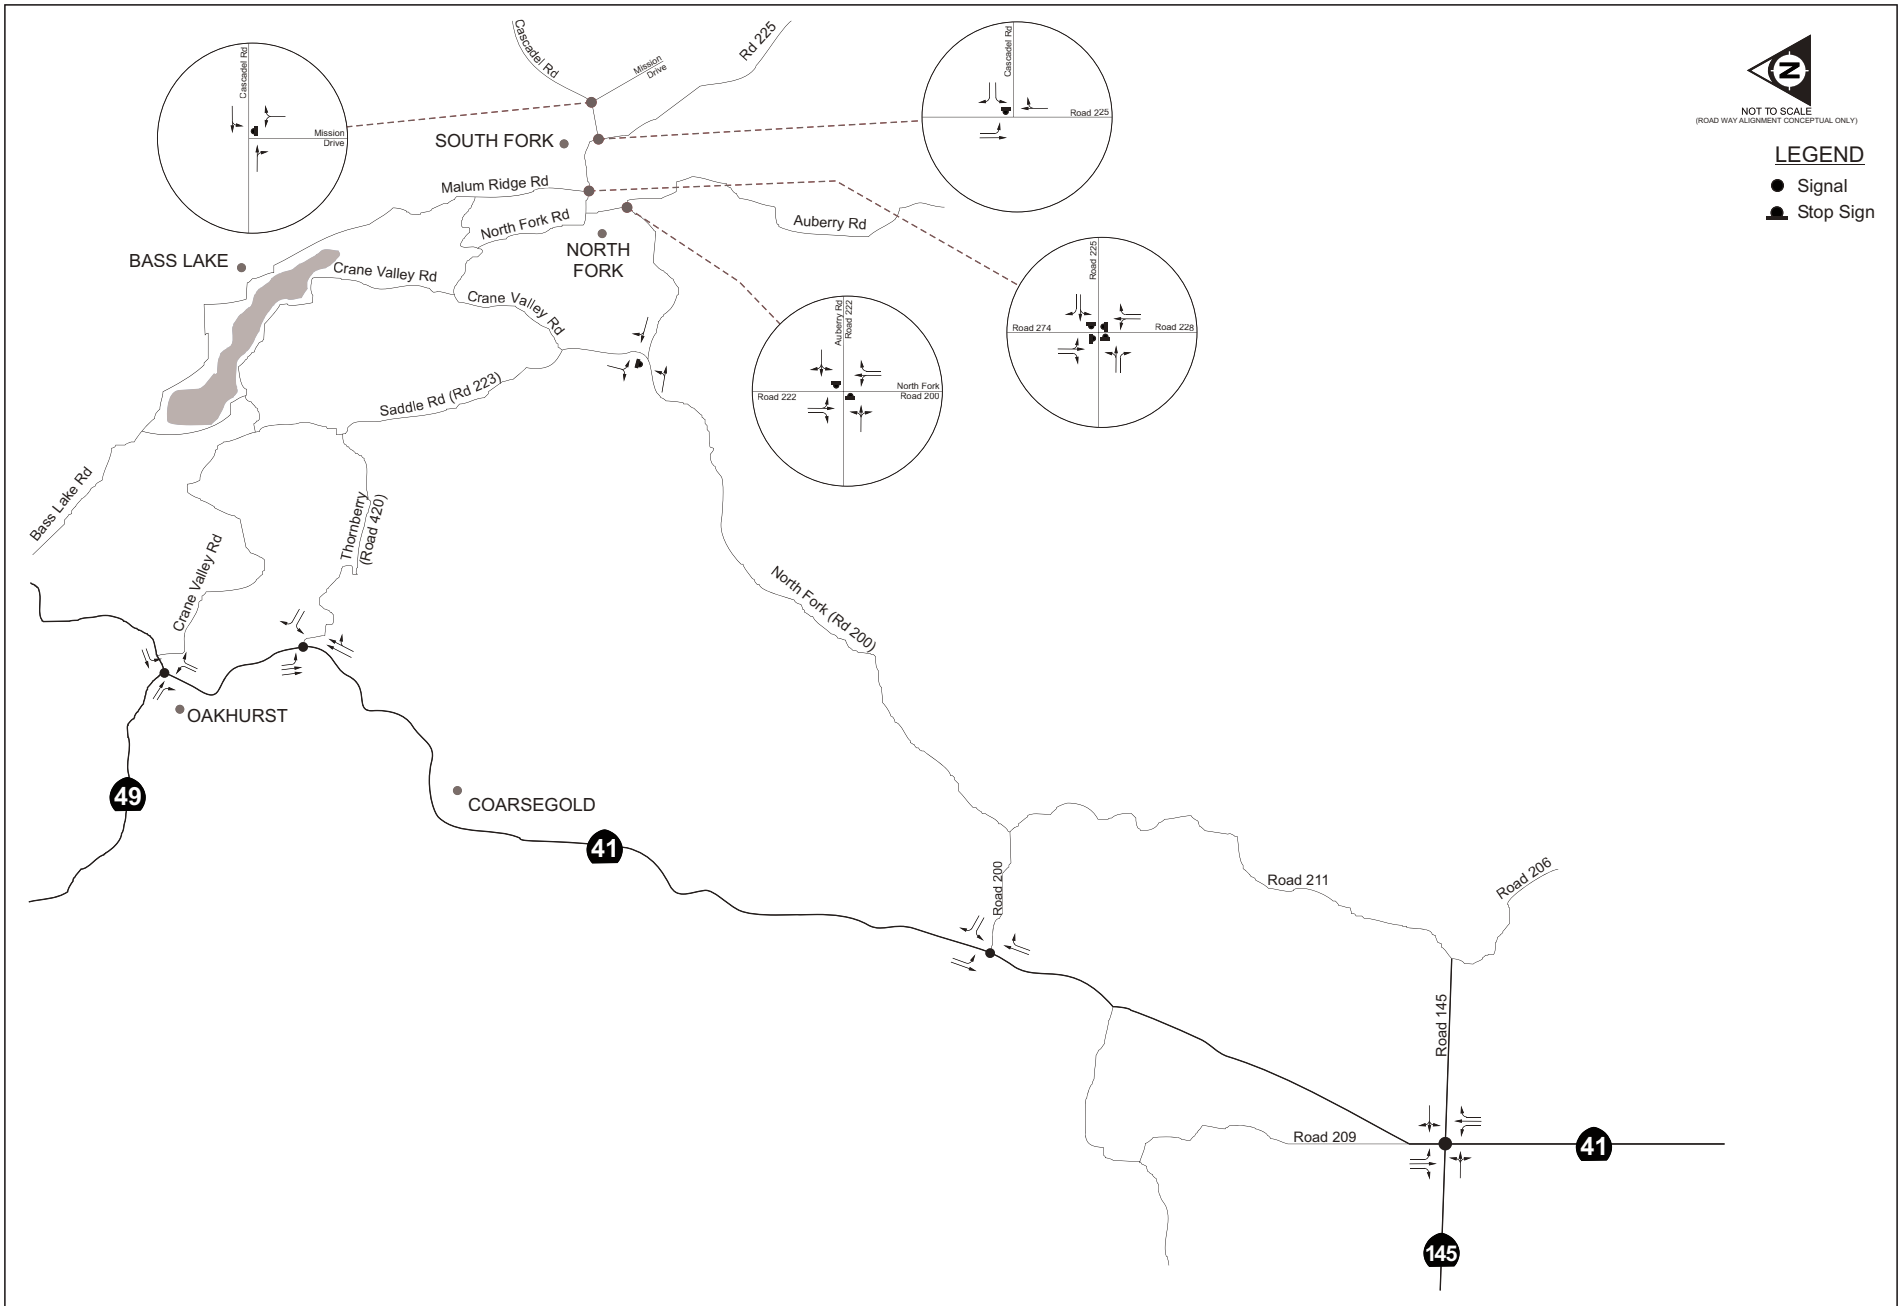 Cascadel Rd
Mission
Drive
Rd 225
Cascadel Rd
Mission
Drive
Cascadel Rd
Road 225
N
NOT TO SCALE
(ROAD WAY ALIGNMENT CONCEPTUAL ONLY)
LEGEND
Signal
Stop Sign
SOUTH FORK
Malum Ridge Rd
North Fork Rd
NORTH
FORK
Auberry Rd
BASS LAKE
Crane Valley Rd
Crane Valley Rd
Road 225
Road 274
Road 228
Auberry Rd
Road 222
North Fork
Road 222
Road 200
Saddle Rd (Rd 223)
Bass Lake Rd
Thornberry
(Road 420)
Crane Valley Rd
North Fork (Rd 200)
OAKHURST
49
COARSEGOLD
41
Road 200
Road 211
Road 206
Road 145
Road 209
41
145